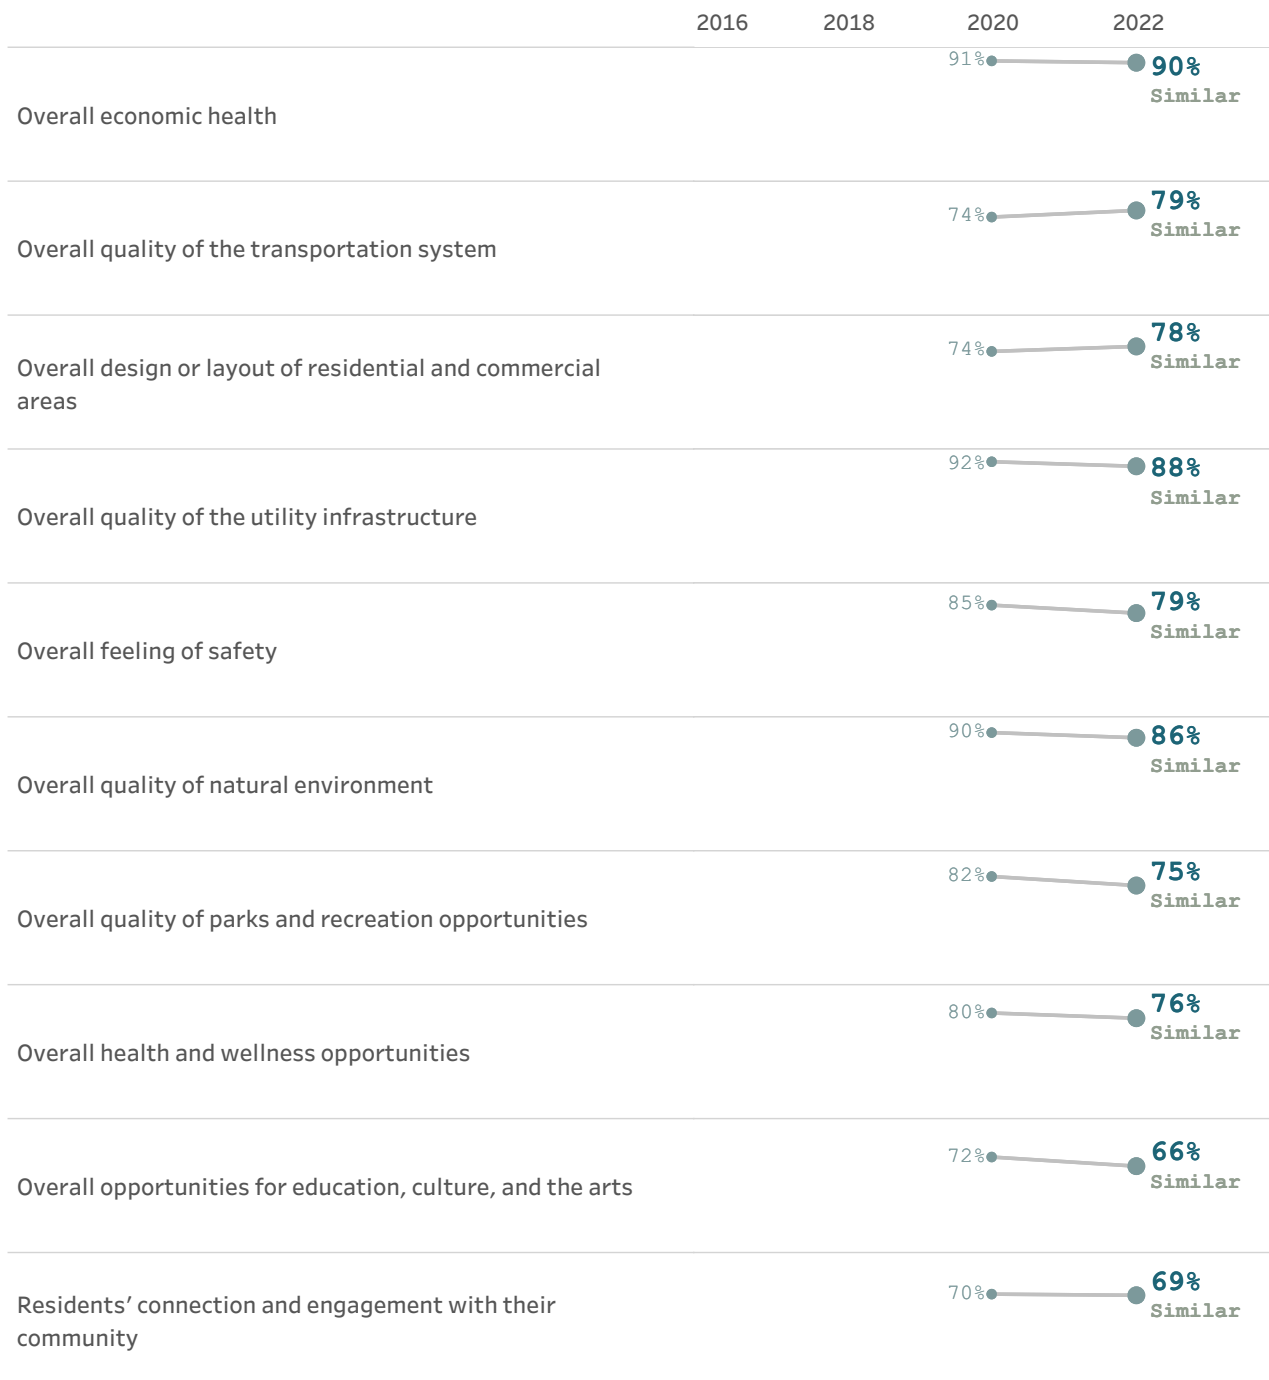 2016 2018 2020 2022
91% 90%
Similar
Overall economic health
74% 79%
Similar
Overall quality of the transportation system
74% 78%
Similar
Overall design or layout of residential and commercial
areas
92% 88%
Similar
Overall quality of the utility infrastructure
85% 79%
Similar
Overall feeling of safety
90% 86%
Similar
Overall quality of natural environment
82% 75%
Similar
Overall quality of parks and recreation opportunities
80% 76%
Similar
Overall health and wellness opportunities
72% 66%
Similar
Overall opportunities for education, culture, and the arts
70% 69%
Similar
Residents’ connection and engagement with their
community